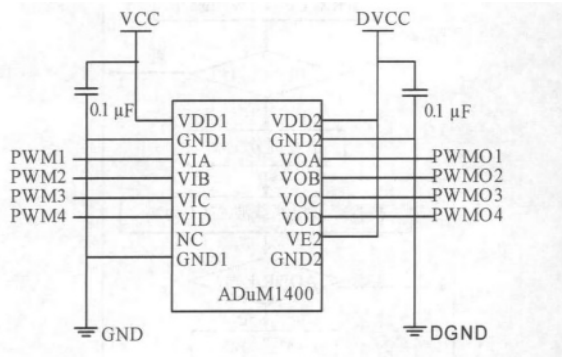 VCC DVCC
0.1 μF 0.1 μF
VDD1 VDD2
GND1 GND2
PWM1 VIA VOA PWMO1
PWM2 VIB VOB PWMO2
PWM3 VIC VOC PWMO3
PWM4 VID VOD PWMO4
NC VE2
GND1 GND2
ADuM1400
GND DGND